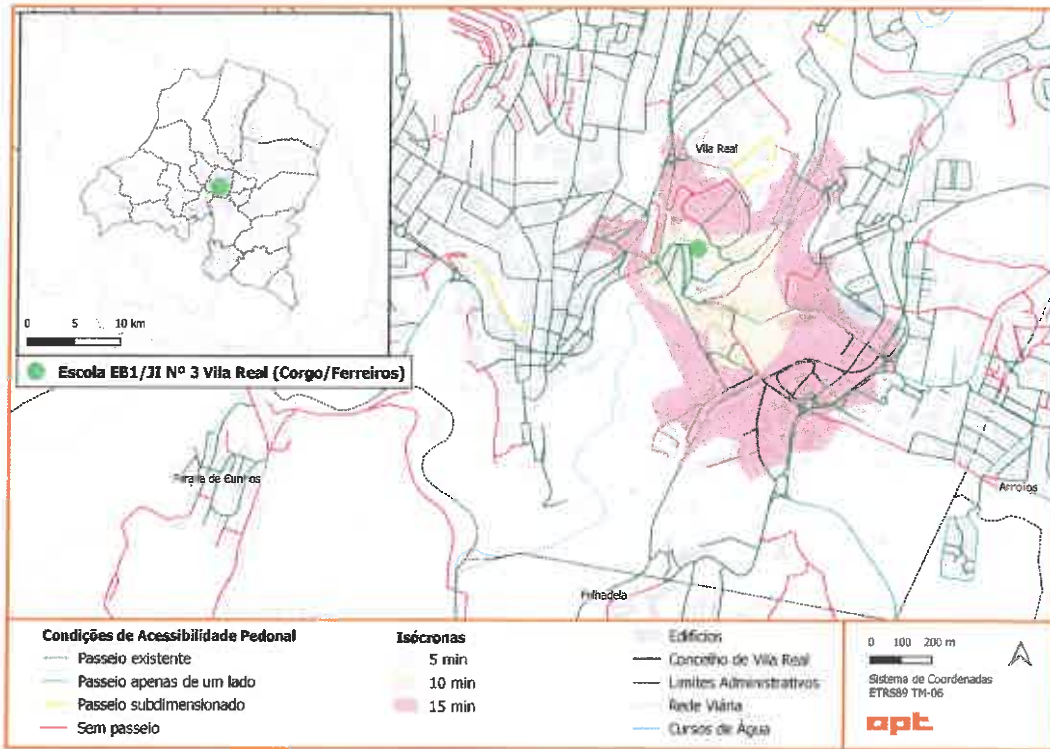 Vila Real
0 5 10 km
Escola EB1/JI Nº 3 Vila Real (Corgo/Ferreiros)
Arroios
Folhadela
Condições de Acessibilidade Pedonal
Passeio existente
Passeio apenas de um lado
Passeio subdimensionado
Sem passeio
Isócronas
5 min
10 min
15 min
Edifícios
Concelho de Vila Real
Limites Administrativos
Rede Viária
Cursos de Água
0 100 200 m
Sistema de Coordenadas
ETRS89 TM-06
apt